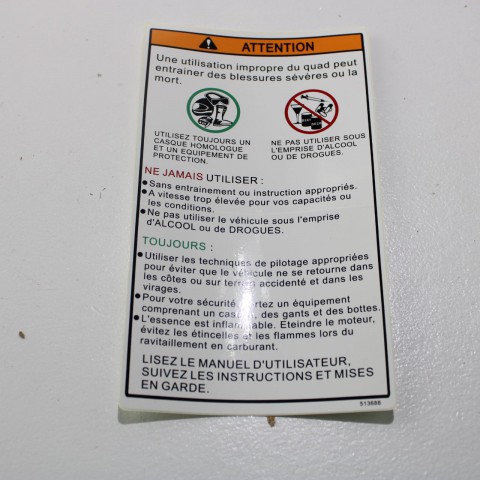 ATTENTION
Une utilisation impropre du quad peut
entrainer des blessures sévères ou la
mort.
UTILISEZ TOUJOURS UN
CASQUE HOMOLOGUE
ET UN EQUIPEMENT DE
PROTECTION.
NE PAS UTILISER SOUS
L'EMPRISE D'ALCOOL
OU DE DROGUES.
NE JAMAIS UTILISER :
●Sans entrainement ou instruction appropriés.
●A vitesse trop élevée pour vos capacités ou
les conditions.
●Ne pas utiliser le véhicule sous l'emprise
d'ALCOOL ou de DROGUES.
TOUJOURS :
●Utiliser les techniques de pilotage appropriées
pour éviter que le véhicule ne se retourne dans
les côtes ou sur terrain accidenté et dans les
virages.
●Pour votre sécurité portez un équipement
comprenant un casque, des gants et des bottes.
●L'essence est inflammable. Eteindre le moteur,
évitez les étincelles et les flammes lors du
ravitaillement en carburant.
LISEZ LE MANUEL D'UTILISATEUR,
SUIVEZ LES INSTRUCTIONS ET MISES
EN GARDE.
513688